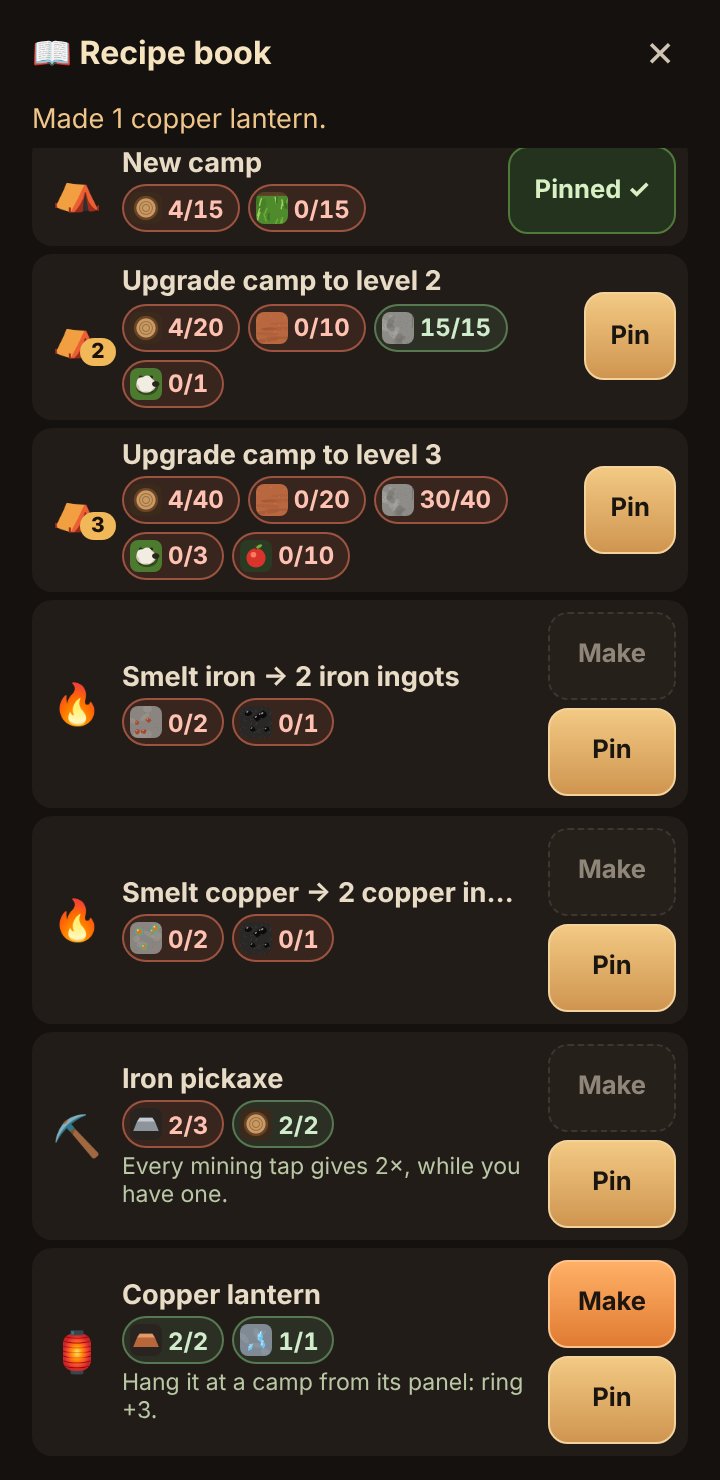 Recipe book
Made 1 copper lantern.
New camp
4/15 0/15
Pinned ✓
Upgrade camp to level 2
2
4/20 0/10 15/15
0/1
Pin
Upgrade camp to level 3
3
4/40 0/20 30/40
0/3 0/10
Pin
Smelt iron → 2 iron ingots
0/2 0/1
Make
Pin
Smelt copper → 2 copper in…
0/2 0/1
Make
Pin
Iron pickaxe
2/3 2/2
Every mining tap gives 2×, while you
have one.
Make
Pin
Copper lantern
2/2 1/1
Hang it at a camp from its panel: ring
+3.
Make
Pin